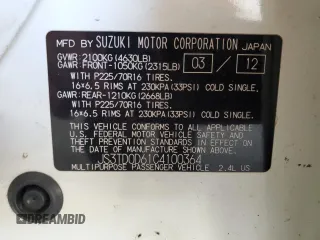 MFD.BY SUZUKI MOTOR CORPORATION JAPAN
GVWR:2100KG(4630LB)
GAWR:FRONT-1050KG(2315LB) 03 / 12
WITH P225/70R16 TIRES.
16×6.5 RIMS AT 230KPA(33PSI) COLD SINGLE.
GAWR:REAR-1210KG(2668LB)
WITH P225/70R16 TIRES.
16×6.5 RIMS AT 230KPA(33PSI) COLD SINGLE.
THIS VEHICLE CONFORMS TO ALL APPLICABLE
U.S. FEDERAL MOTOR VEHICLE SAFETY AND
THEFT PREVENTION STANDARDS IN EFFECT ON
THE DATE OF MANUFACTURE SHOWN ABOVE.
JS3TD0D61C4100364
MULTIPURPOSE PASSENGER VEHICLE 2.4L US
DREAMBID